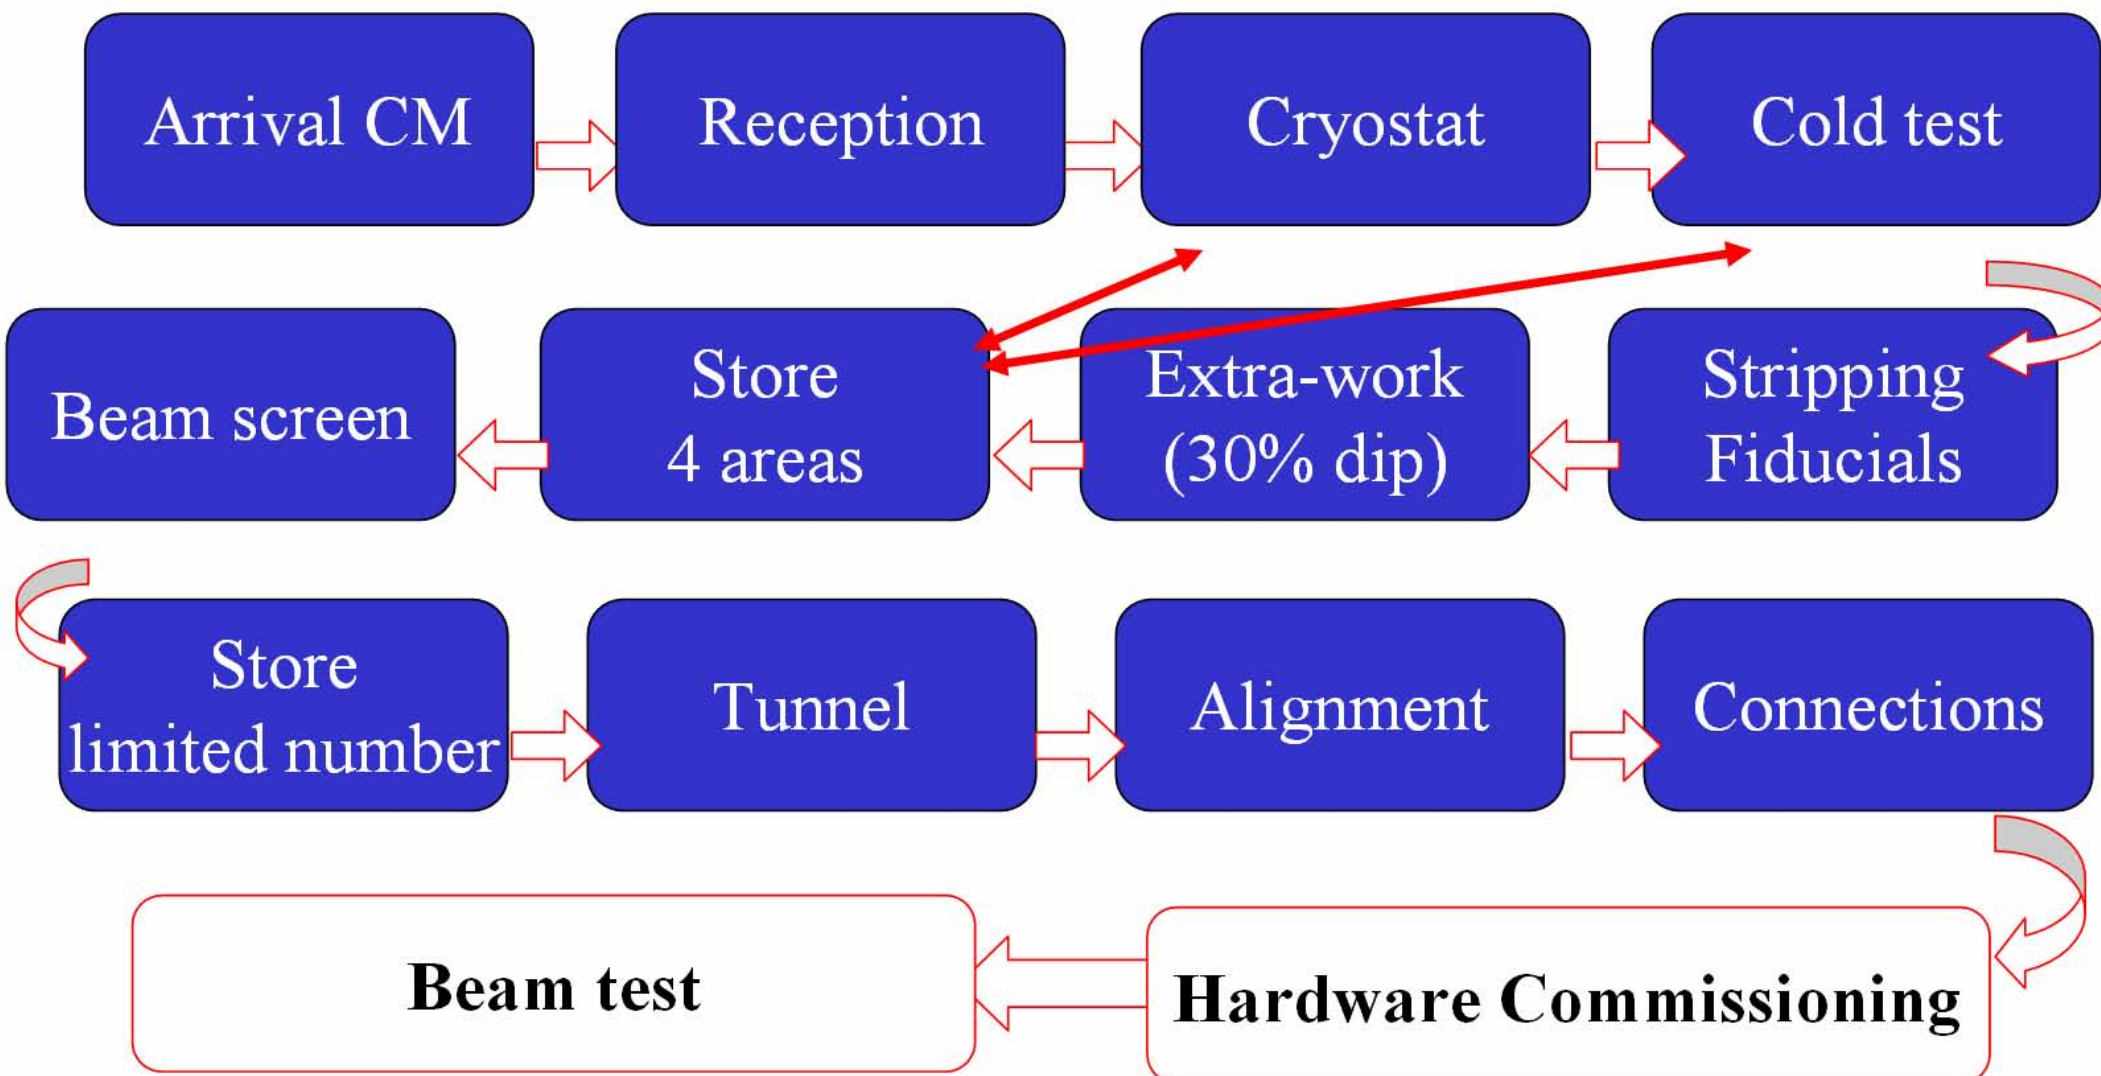 Arrival CM
Reception
Cryostat
Cold test
Beam screen
Store
4 areas
Extra-work
(30% dip)
Stripping
Fiducials
Store
limited number
Tunnel
Alignment
Connections
Beam test
Hardware Commissioning